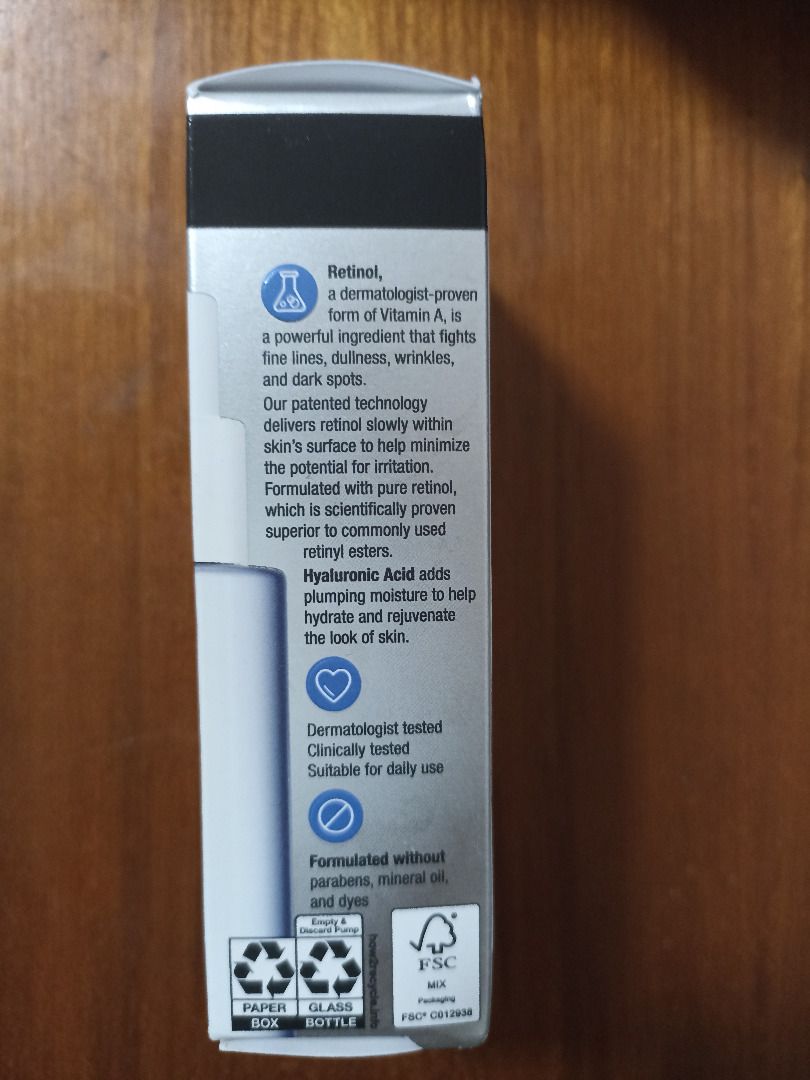 Retinol,
a dermatologist-proven
form of Vitamin A, is
a powerful ingredient that fights
fine lines, dullness, wrinkles,
and dark spots.
Our patented technology
delivers retinol slowly within
skin's surface to help minimize
the potential for irritation.
Formulated with pure retinol,
which is scientifically proven
superior to commonly used
retinyl esters.
Hyaluronic Acid adds
plumping moisture to help
hydrate and rejuvenate
the look of skin.
Dermatologist tested
Clinically tested
Suitable for daily use
Formulated without
parabens, mineral oil,
and dyes
Empty &
Discard Pump
PAPER
BOX
GLASS
BOTTLE
how2recycle.info
FSC
MIX
Packaging
FSC® C012938